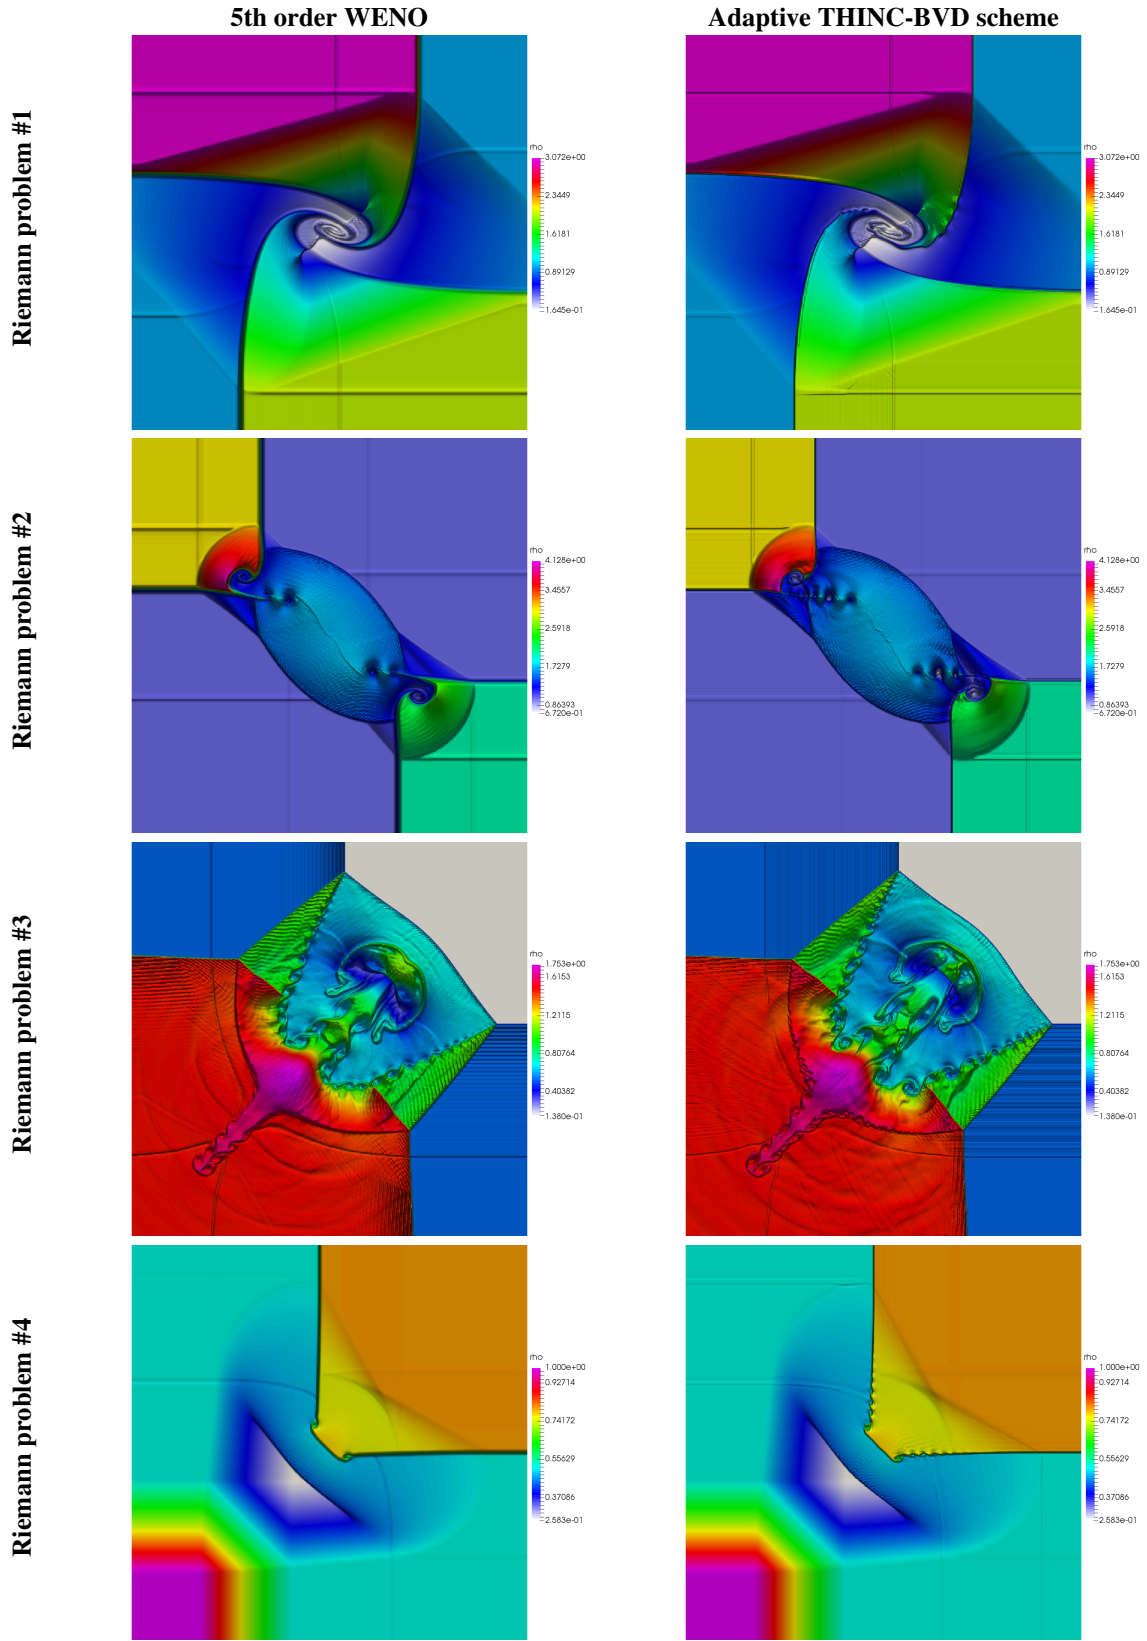 5th order WENO
Adaptive THINC-BVD scheme
Riemann problem #1
rho
3.072e+00
2.3449
1.6181
0.89129
1.645e-01
rho
3.072e+00
2.3449
1.6181
0.89129
1.645e-01
Riemann problem #2
rho
4.128e+00
3.4557
2.5918
1.7279
0.86393
6.720e-01
rho
4.128e+00
3.4557
2.5918
1.7279
0.86393
6.720e-01
Riemann problem #3
rho
1.753e+00
1.6153
1.2115
0.80764
0.40382
1.380e-01
rho
1.753e+00
1.6153
1.2115
0.80764
0.40382
1.380e-01
Riemann problem #4
rho
1.000e+00
0.92714
0.74172
0.55629
0.37086
2.583e-01
rho
1.000e+00
0.92714
0.74172
0.55629
0.37086
2.583e-01